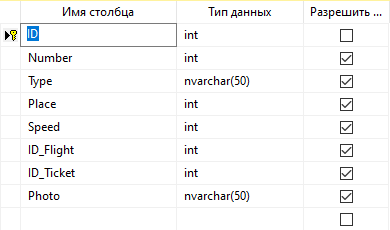 Имя столбца Тип данных Разрешить ...
ID int
Number int
Type nvarchar(50)
Place int
Speed int
ID_Flight int
ID_Ticket int
Photo nvarchar(50)